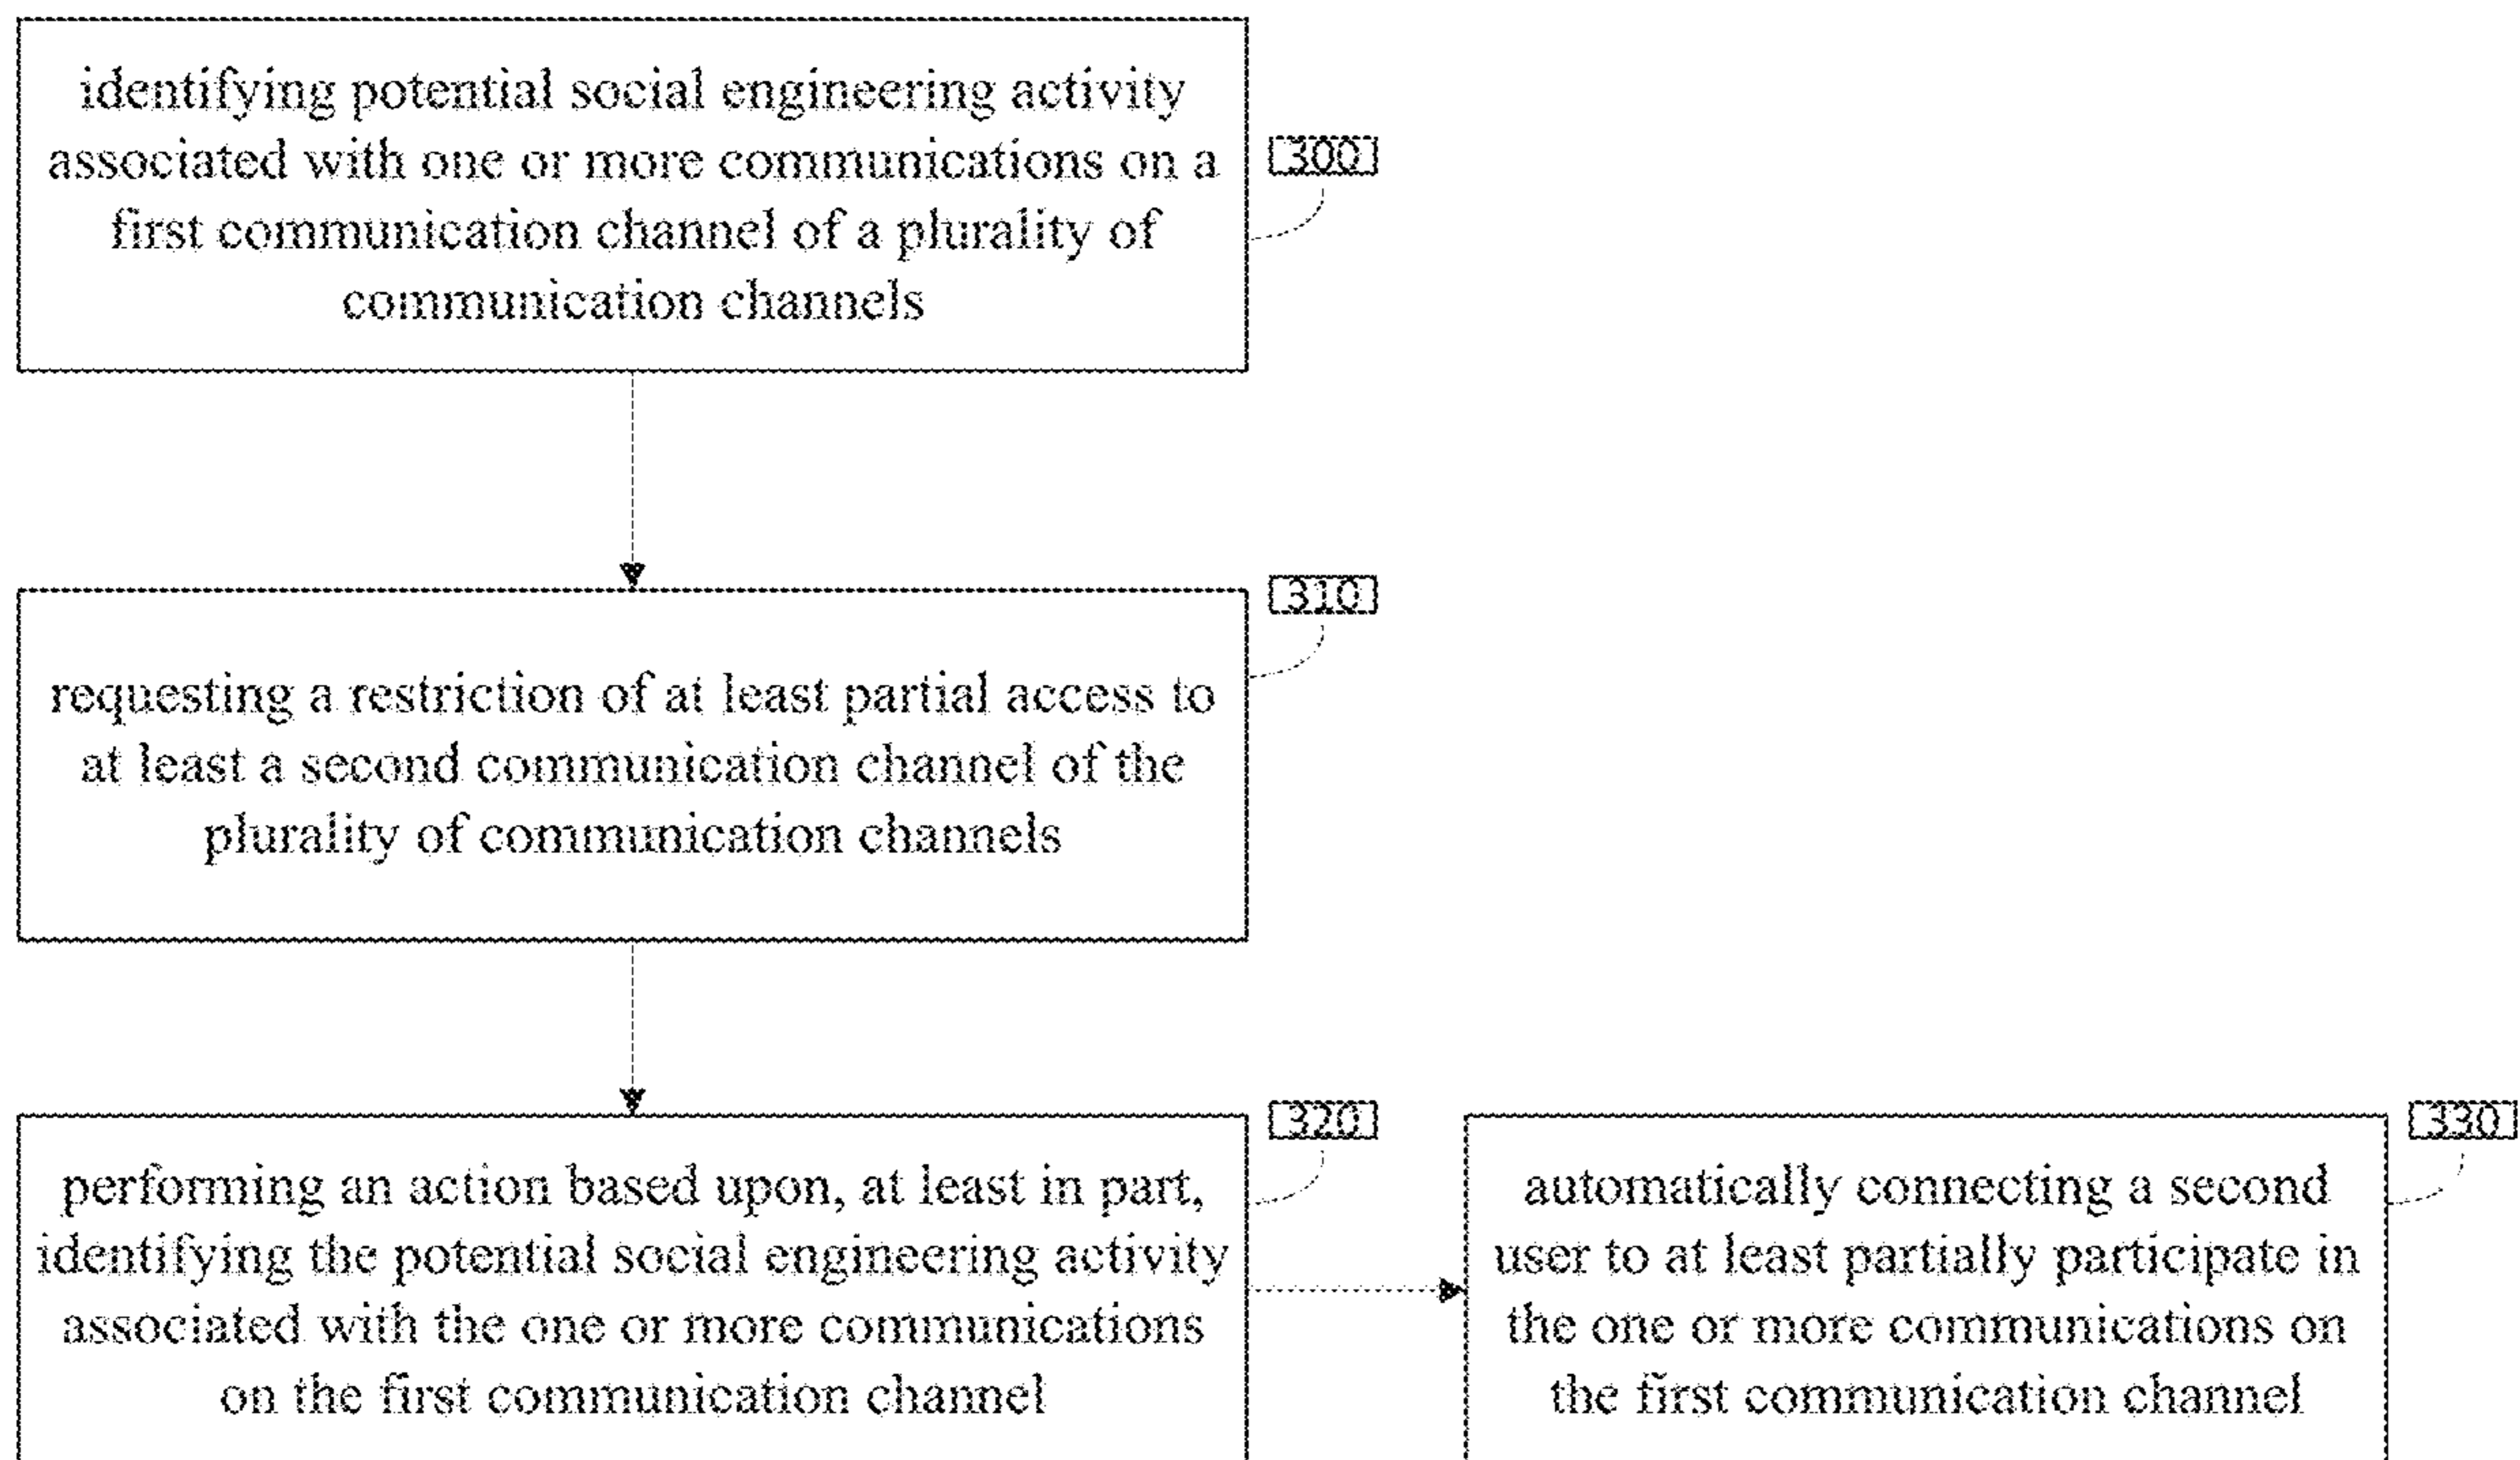 identifying potential social engineering activity
associated with one or more communications on a
first communication channel of a plurality of
communication channels
300
requesting a restriction of at least partial access to
at least a second communication channel of the
plurality of communication channels
310
performing an action based upon, at least in part,
identifying the potential social engineering activity
associated with the one or more communications
on the first communication channel
320
automatically connecting a second
user to at least partially participate in
the one or more communications on
the first communication channel
330